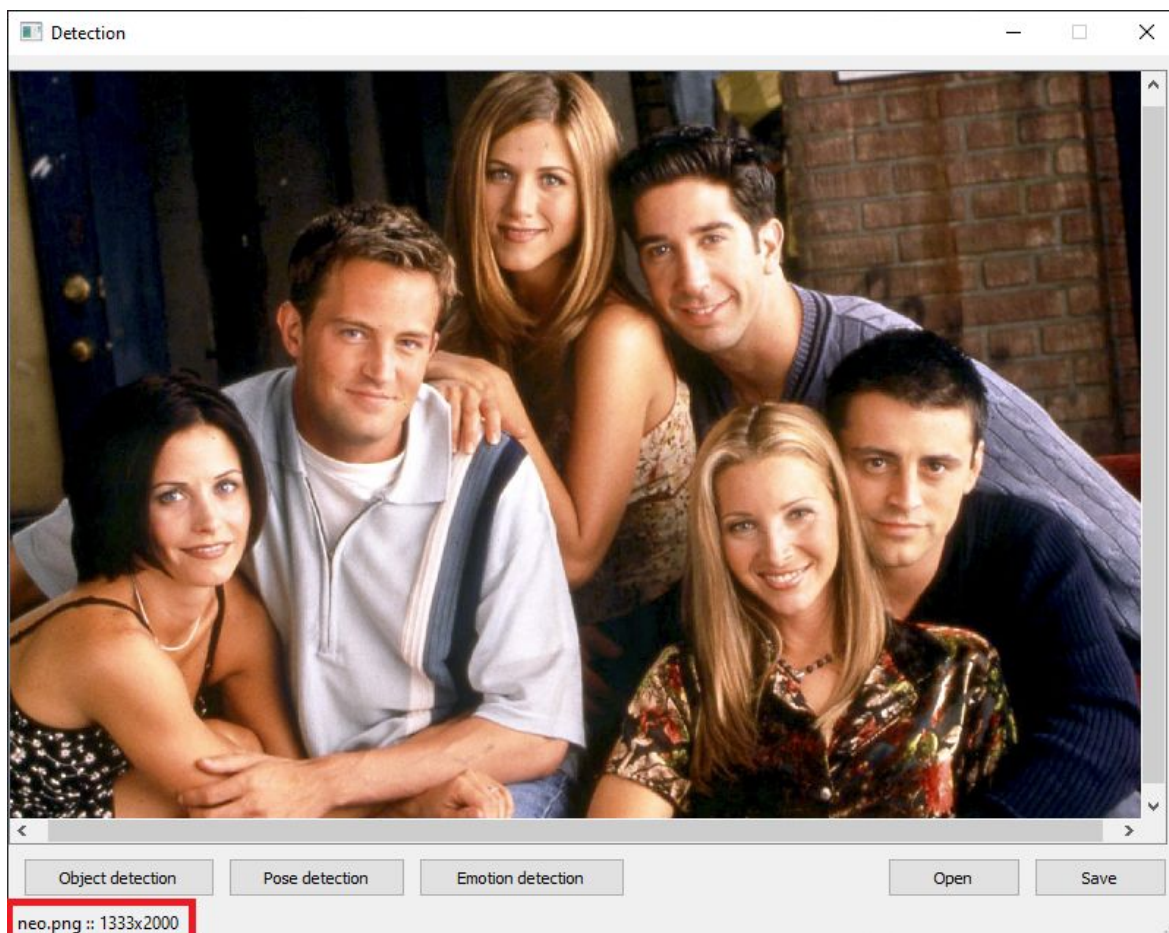 Detection
Object detection
Pose detection
Emotion detection
Open
Save
neo.png :: 1333x2000